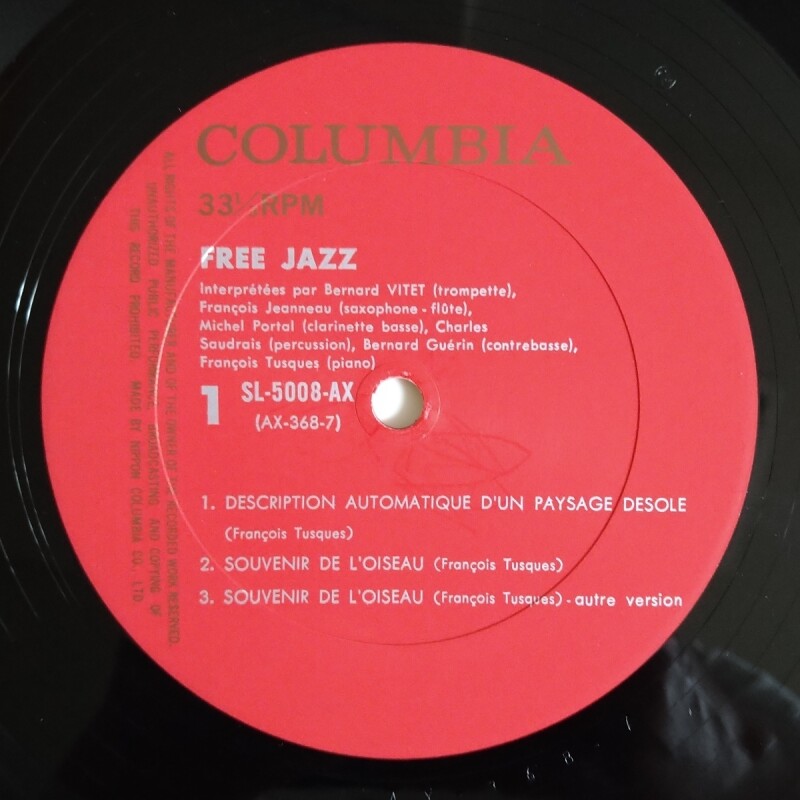 COLUMBIA
33⅓RPM
FREE JAZZ
Interprétées par Bernard VITET (trompette),
François Jeanneau (saxophone - flûte),
Michel Portal (clarinette basse), Charles
Saudrais (percussion), Bernard Guérin (contrebasse),
François Tusques (piano)
1 SL-5008-AX
(AX-368-7)
1. DESCRIPTION AUTOMATIQUE D'UN PAYSAGE DESOLE
(François Tusques)
2. SOUVENIR DE L'OISEAU (François Tusques)
3. SOUVENIR DE L'OISEAU (François Tusques) - autre version
ALL RIGHTS OF THE MANUFACTURER AND OF THE OWNER OF THE RECORDED WORK RESERVED.
UNAUTHORIZED PUBLIC PERFORMANCE, BROADCASTING AND COPYING OF
THIS RECORD PROHIBITED. MADE BY NIPPON COLUMBIA CO., LTD.